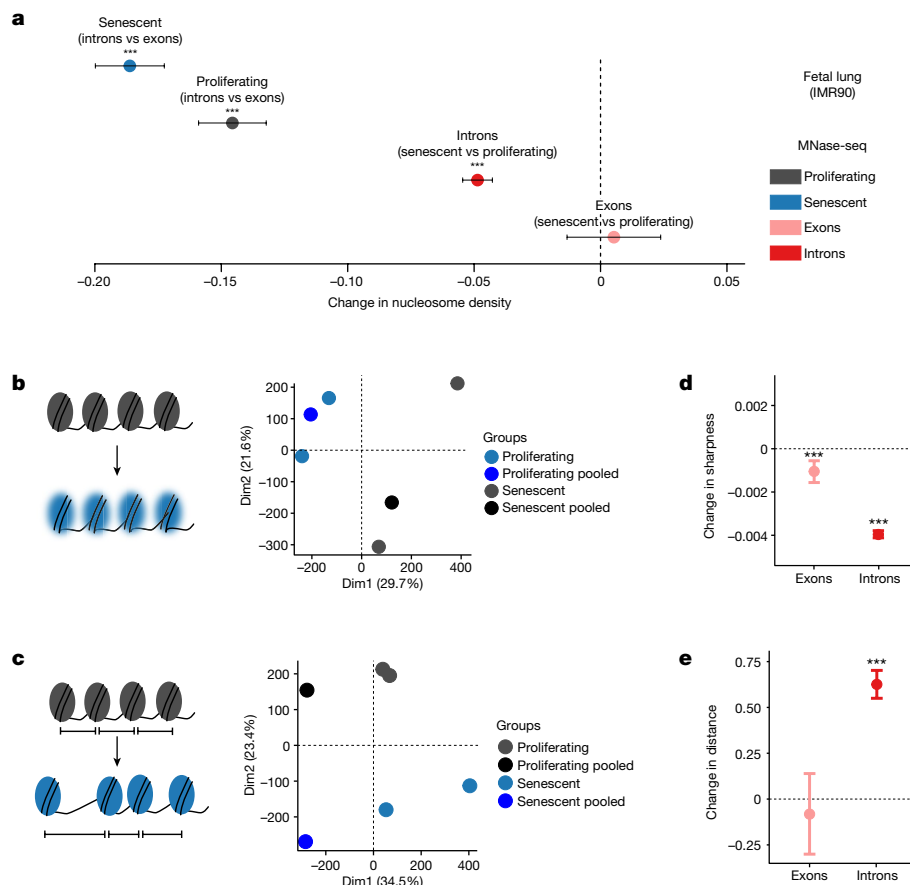 a
Senescent
(introns vs exons)
***
Proliferating
(introns vs exons)
***
Introns
(senescent vs proliferating)
***
Exons
(senescent vs proliferating)
−0.20
−0.15
−0.10
−0.05
0
0.05
Change in nucleosome density
Fetal lung
(IMR90)
MNase-seq
Proliferating
Senescent
Exons
Introns
b
Dim2 (21.6%)
200
100
0
−100
−200
−300
−200
0
200
400
Dim1 (29.7%)
Groups
Proliferating
Proliferating pooled
Senescent
Senescent pooled
d
Change in sharpness
0.002
0
−0.002
−0.004
***
***
Exons
Introns
c
Dim2 (23.4%)
200
0
−200
−200
0
200
400
Dim1 (34.5%)
Groups
Proliferating
Proliferating pooled
Senescent
Senescent pooled
e
Change in distance
0.75
0.50
0.25
0
−0.25
***
Exons
Introns